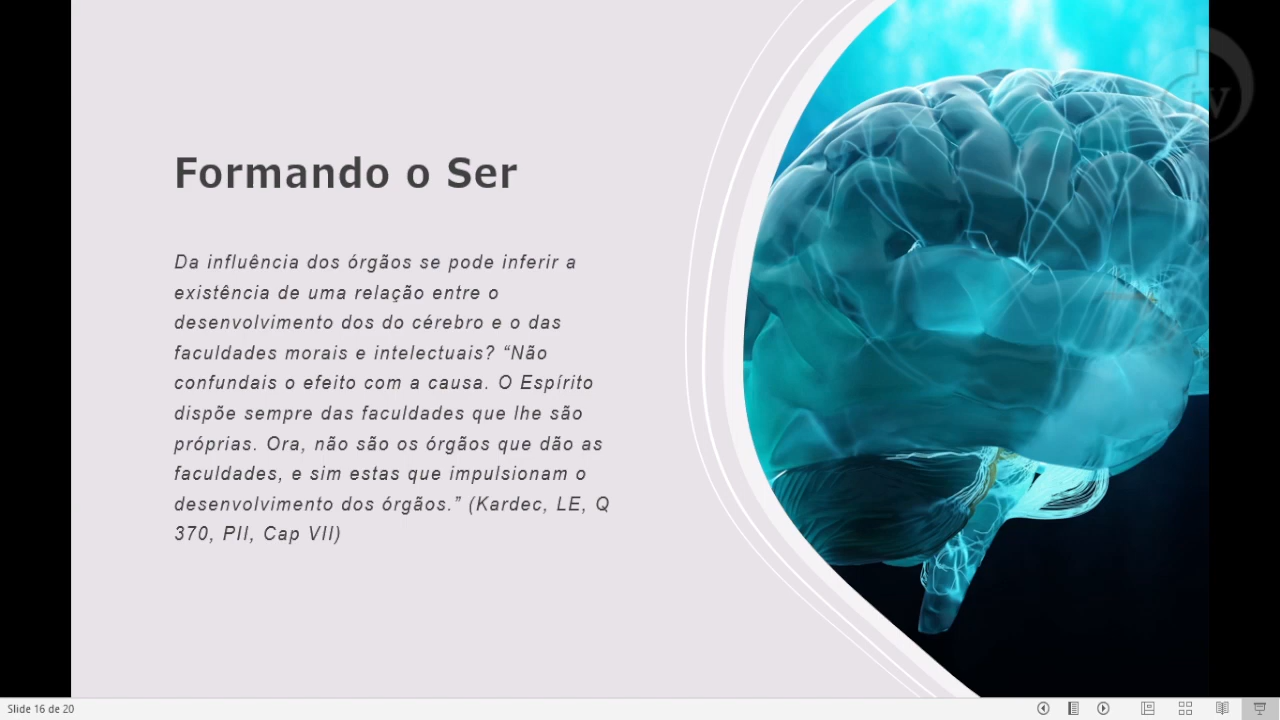 Formando o Ser
Da influência dos órgãos se pode inferir a
existência de uma relação entre o
desenvolvimento dos do cérebro e o das
faculdades morais e intelectuais? “Não
confundais o efeito com a causa. O Espírito
dispõe sempre das faculdades que lhe são
próprias. Ora, não são os órgãos que dão as
faculdades, e sim estas que impulsionam o
desenvolvimento dos órgãos.” (Kardec, LE, Q
370, PII, Cap VII)
tv
Slide 16 de 20